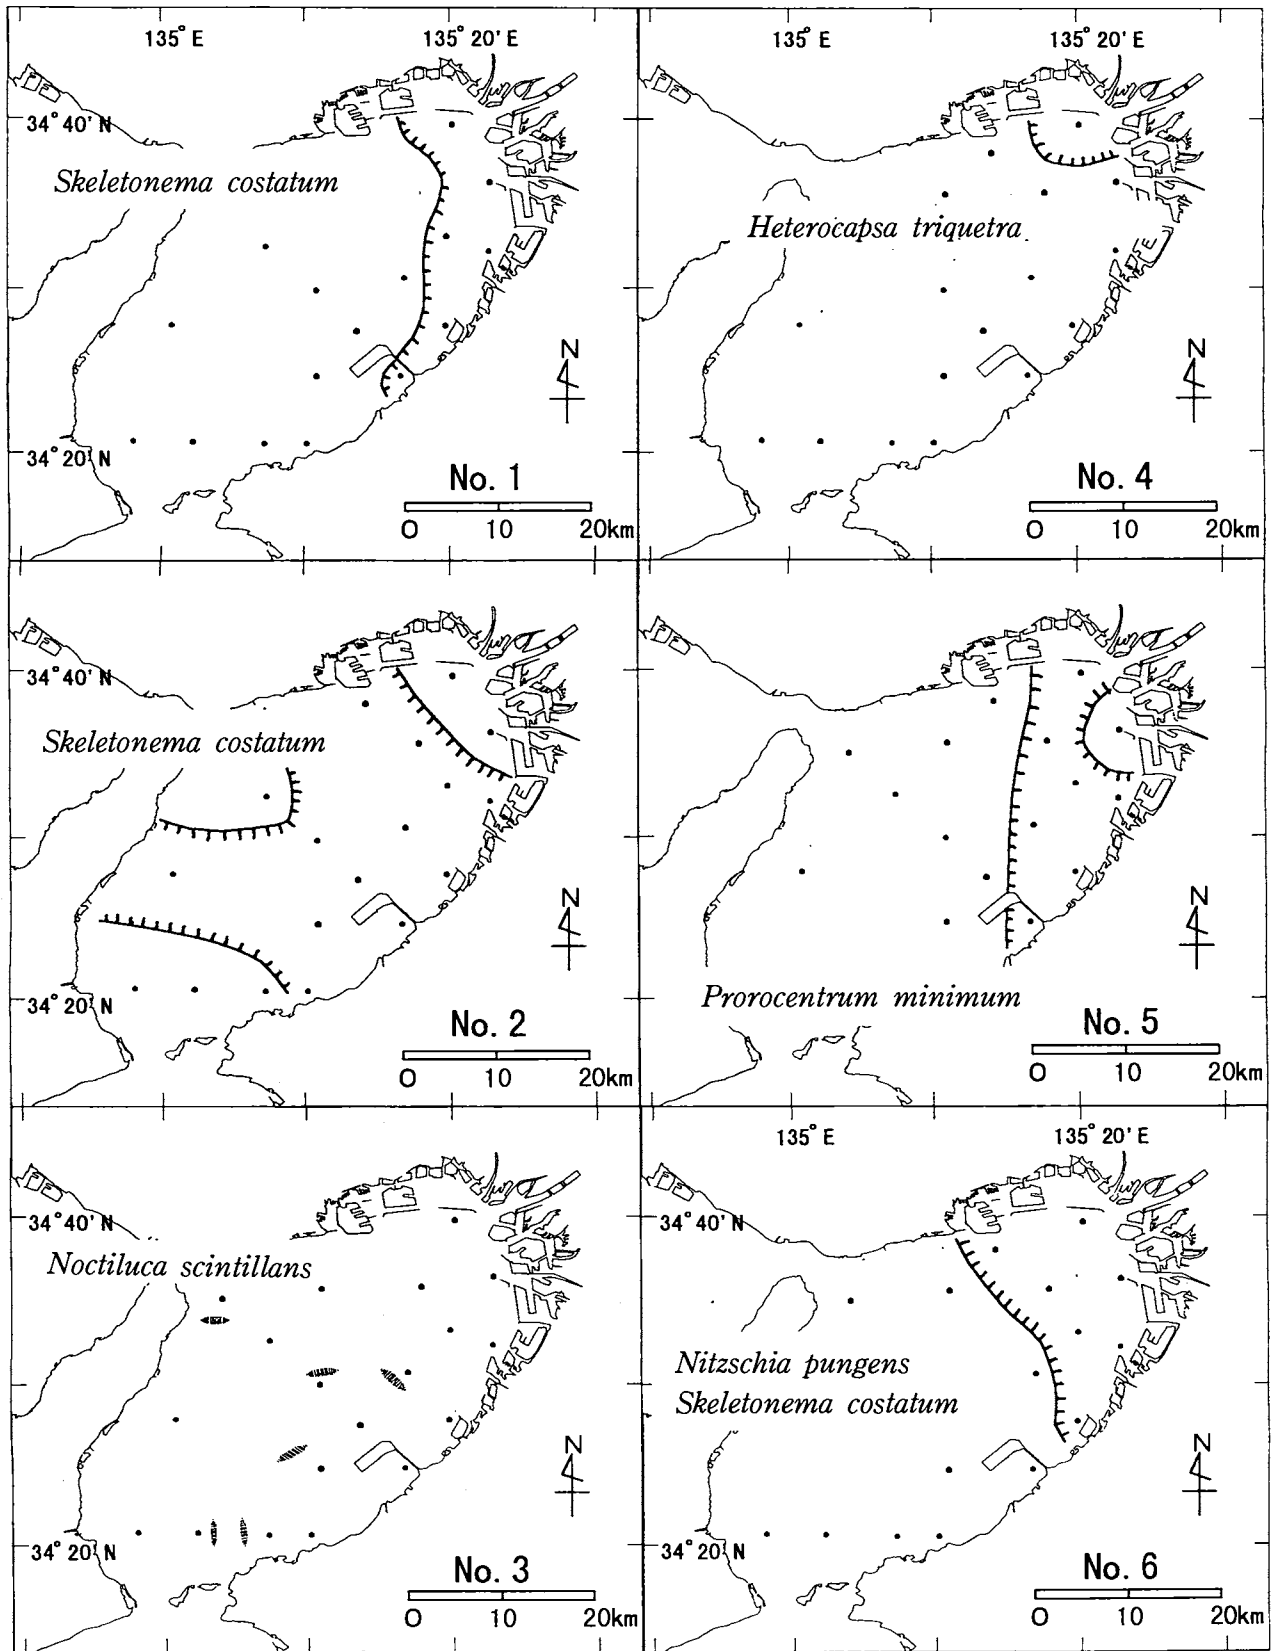 135° E
135° 20' E
34° 40' N
Skeletonema costatum
N
34° 20' N
No. 1
0 10 20km
135° E
135° 20' E
Heterocapsa triquetra
N
No. 4
0 10 20km
34° 40' N
Skeletonema costatum
N
34° 20' N
No. 2
0 10 20km
N
Prorocentrum minimum
No. 5
0 10 20km
34° 40' N
Noctiluca scintillans
N
34° 20' N
No. 3
0 10 20km
135° E
135° 20' E
34° 40' N
Nitzschia pungens
Skeletonema costatum
N
34° 20' N
No. 6
0 10 20km